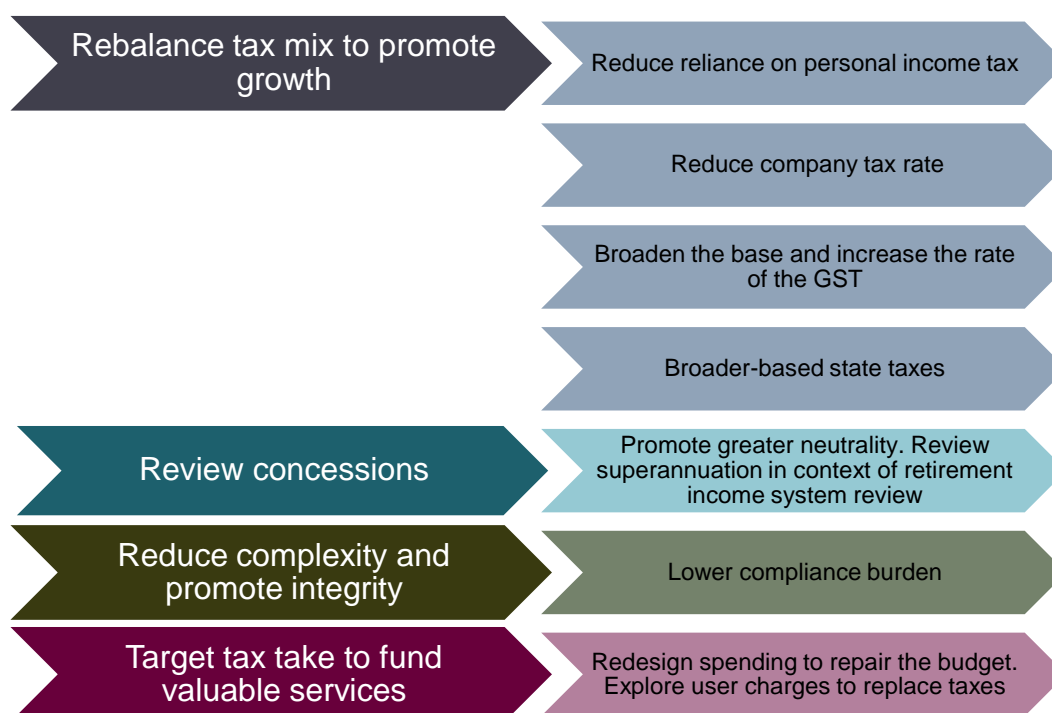 Rebalance tax mix to promote
growth
Reduce reliance on personal income tax
Reduce company tax rate
Broaden the base and increase the rate
of the GST
Broader-based state taxes
Review concessions
Promote greater neutrality. Review
superannuation in context of retirement
income system review
Reduce complexity and
promote integrity
Lower compliance burden
Target tax take to fund
valuable services
Redesign spending to repair the budget.
Explore user charges to replace taxes